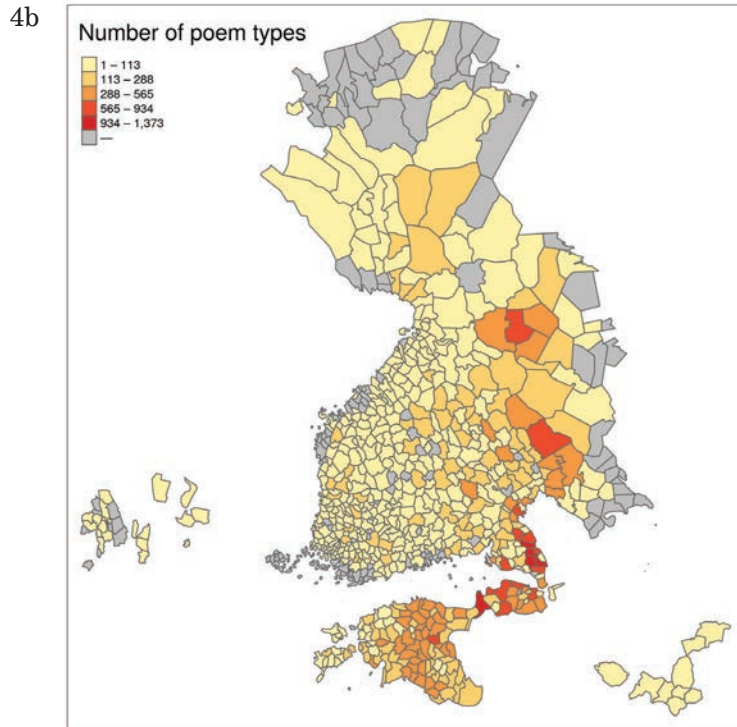 4b
Number of poem types
1 – 113
113 – 288
288 – 565
565 – 934
934 – 1,373
—